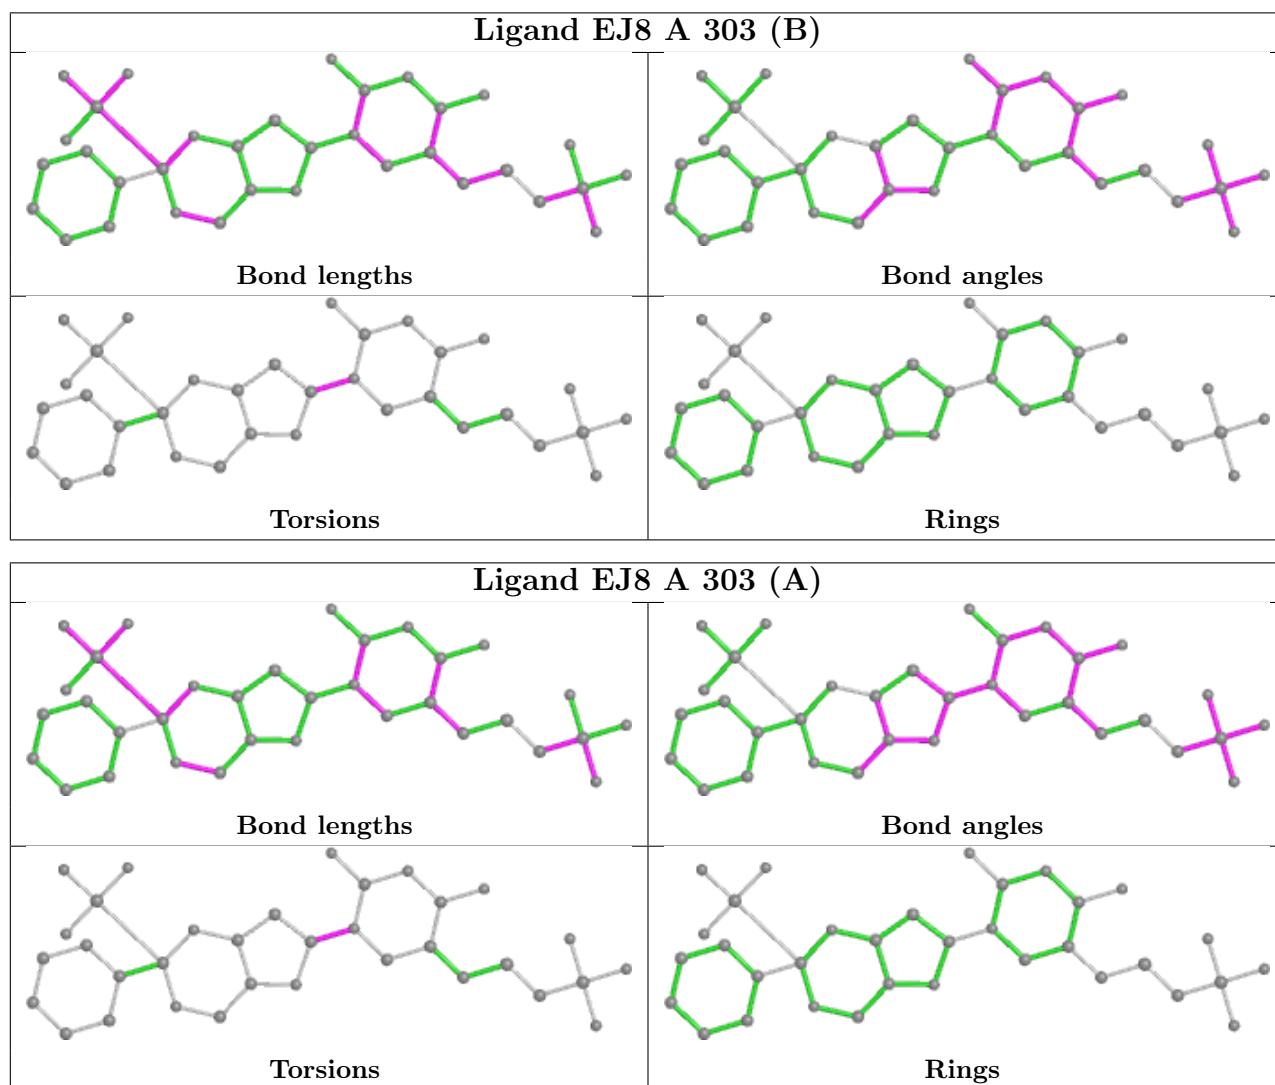 Ligand EJ8 A 303 (B)
Bond lengths
Bond angles
Torsions
Rings
Ligand EJ8 A 303 (A)
Bond lengths
Bond angles
Torsions
Rings